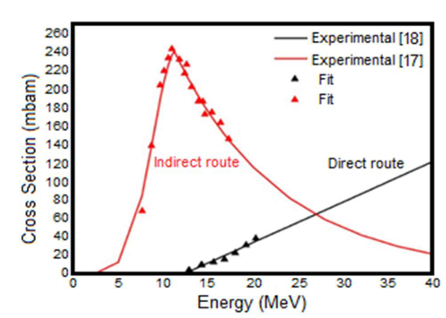 260
240
220
200
180
160
140
120
100
80
60
40
20
0
Cross Section (mbam)
Experimental [18]
Experimental [17]
Fit
Fit
Indirect route
Direct route
0 5 10 15 20 25 30 35 40
Energy (MeV)